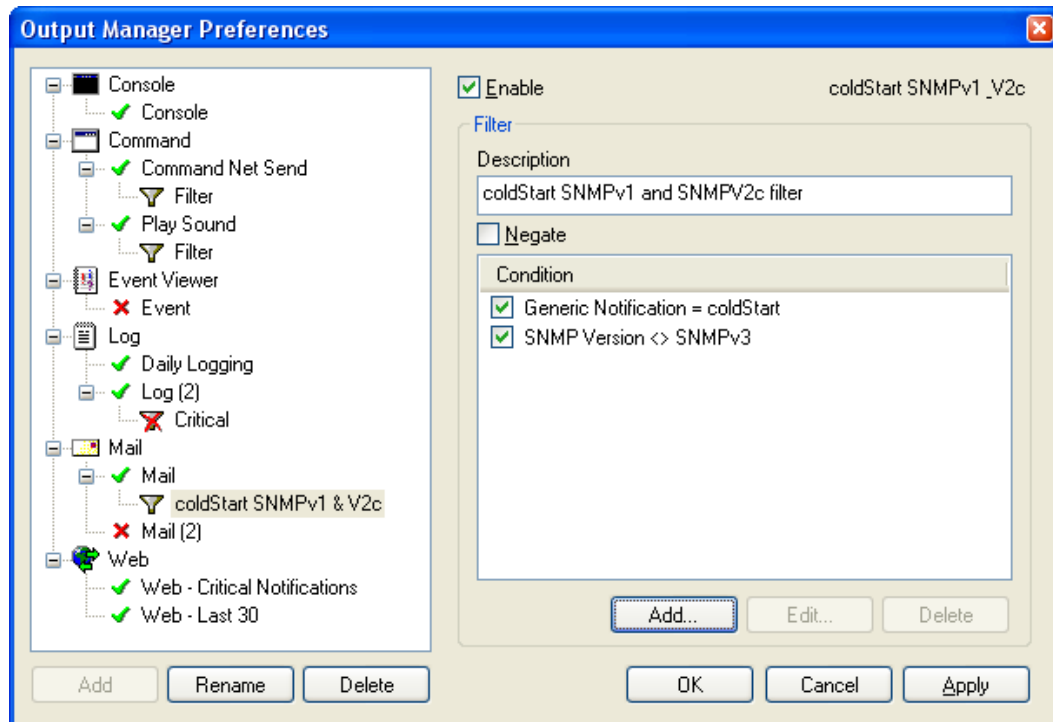 Output Manager Preferences
Console
Console
Command
Command Net Send
Filter
Play Sound
Filter
Event Viewer
Event
Log
Daily Logging
Log (2)
Critical
Mail
Mail
coldStart SNMPv1 & V2c
Mail (2)
Web
Web - Critical Notifications
Web - Last 30
Add
Rename
Delete
Enable
coldStart SNMPv1 _V2c
Filter
Description
coldStart SNMPv1 and SNMPV2c filter
Negate
Condition
Generic Notification = coldStart
SNMP Version <> SNMPv3
Add...
Edit...
Delete
OK
Cancel
Apply